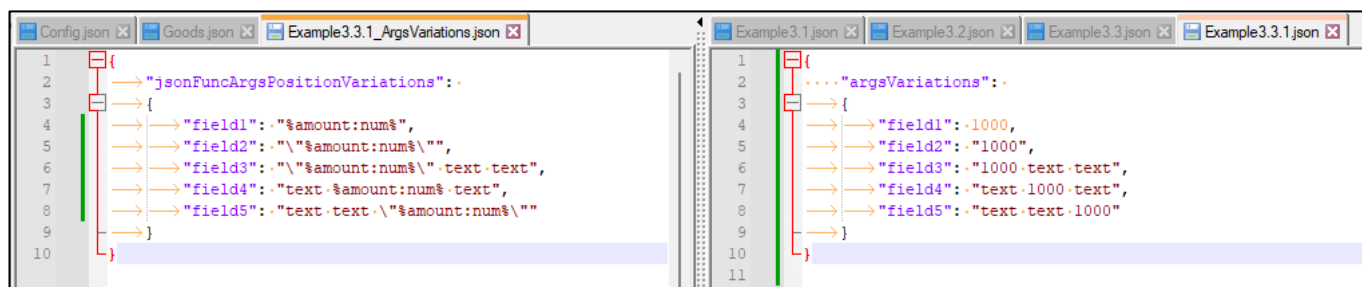 Config.json Goods.json Example3.3.1_ArgsVariations.json
1 {
2 "jsonFuncArgsPositionVariations":
3 {
4 "field1": "%amount:num%",
5 "field2": "\"%amount:num%\"",
6 "field3": "\"%amount:num%\" text text",
7 "field4": "text %amount:num% text",
8 "field5": "text text \"%amount:num%\""
9 }
10 }
Example3.1.json Example3.2.json Example3.3.json Example3.3.1.json
1 {
2 "argsVariations":
3 {
4 "field1": 1000,
5 "field2": "1000",
6 "field3": "1000 text text",
7 "field4": "text 1000 text",
8 "field5": "text text 1000"
9 }
10 }
11